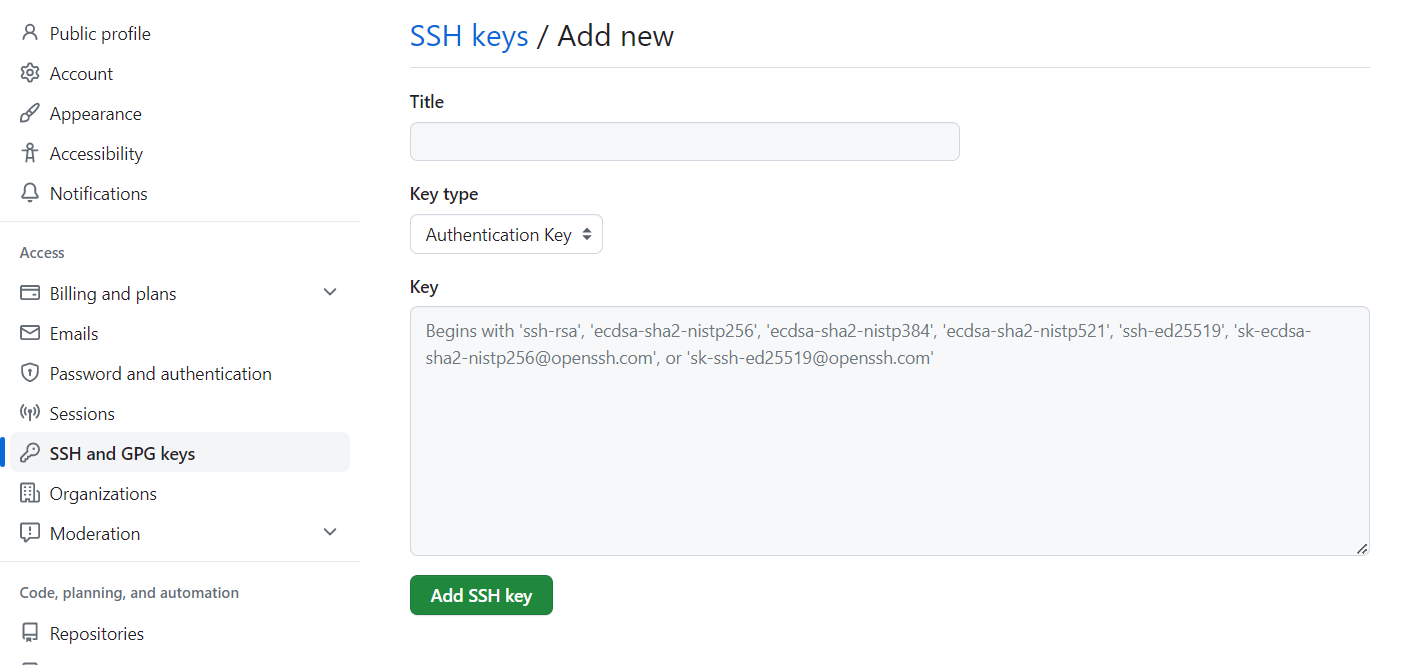 Public profile
Account
Appearance
Accessibility
Notifications
Access
Billing and plans
Emails
Password and authentication
Sessions
SSH and GPG keys
Organizations
Moderation
Code, planning, and automation
Repositories
SSH keys / Add new
Title
Key type
Authentication Key
Key
Begins with 'ssh-rsa', 'ecdsa-sha2-nistp256', 'ecdsa-sha2-nistp384', 'ecdsa-sha2-nistp521', 'ssh-ed25519', 'sk-ecdsa-
sha2-nistp256@openssh.com', or 'sk-ssh-ed25519@openssh.com'
Add SSH key